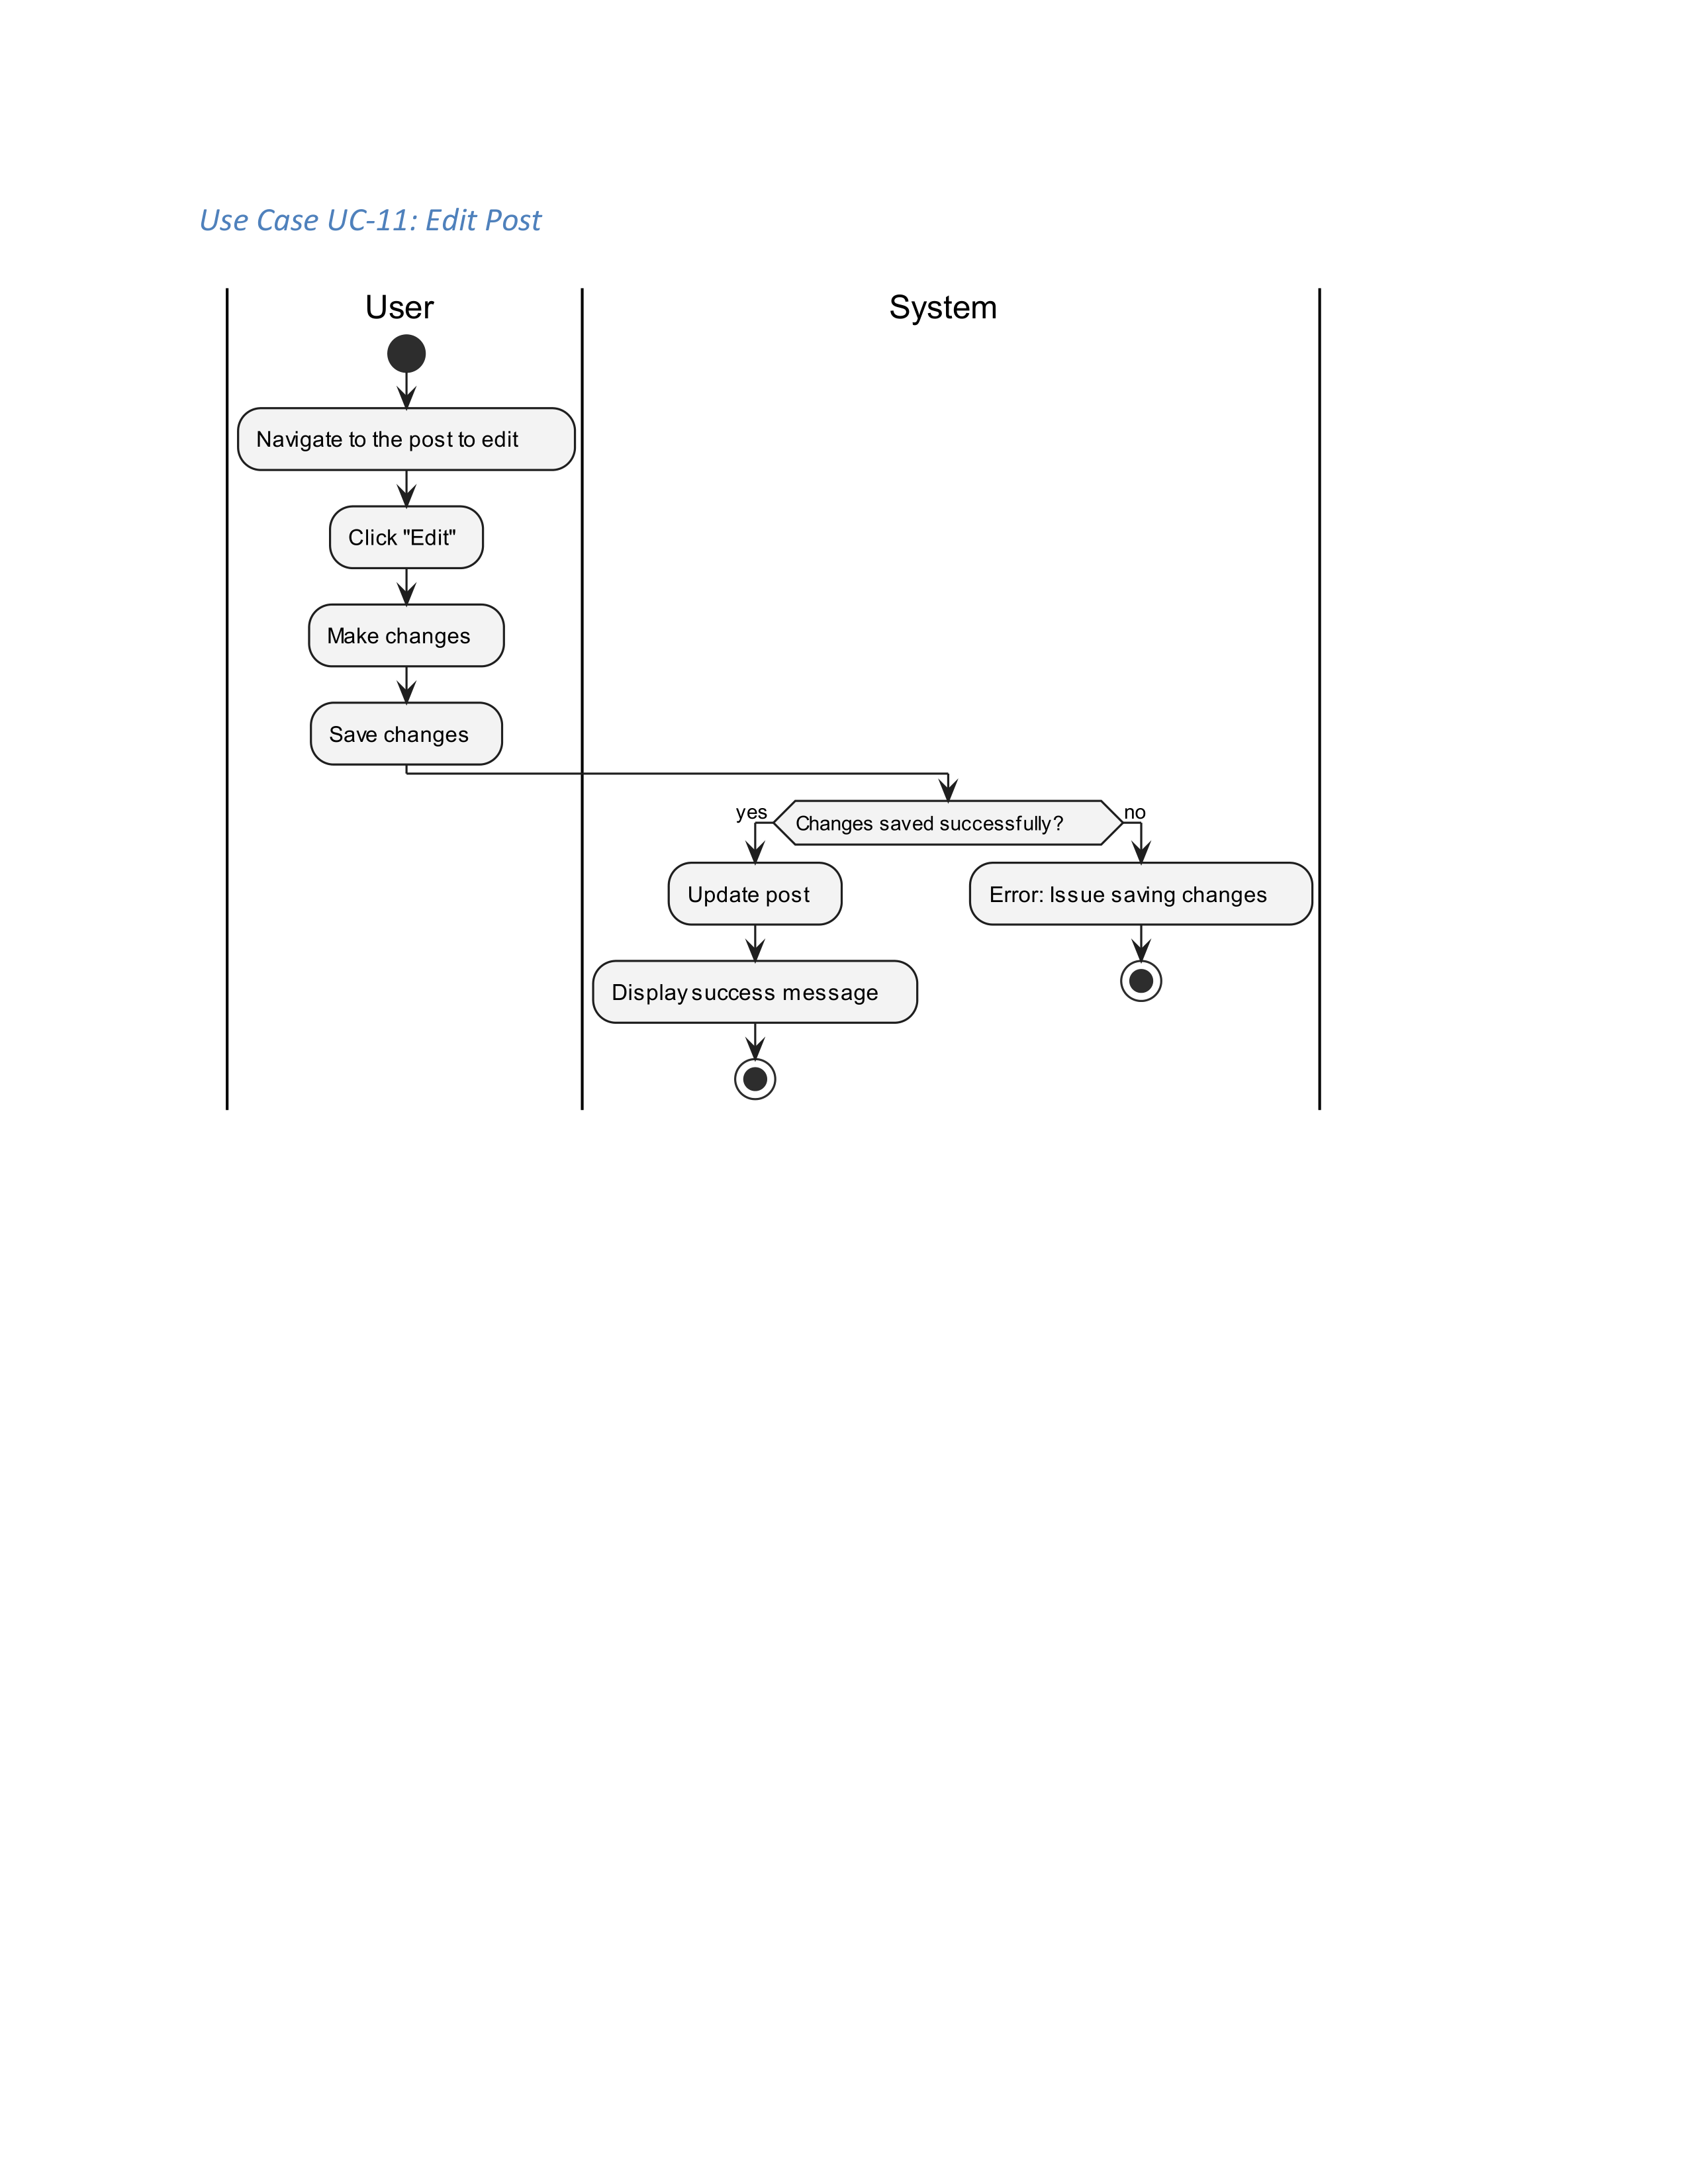 Use Case UC-11: Edit Post
User
System
Navigate to the post to edit
Click "Edit"
Make changes
Save changes
yes
Changes saved successfully?
no
Update post
Error: Issue saving changes
Display success message